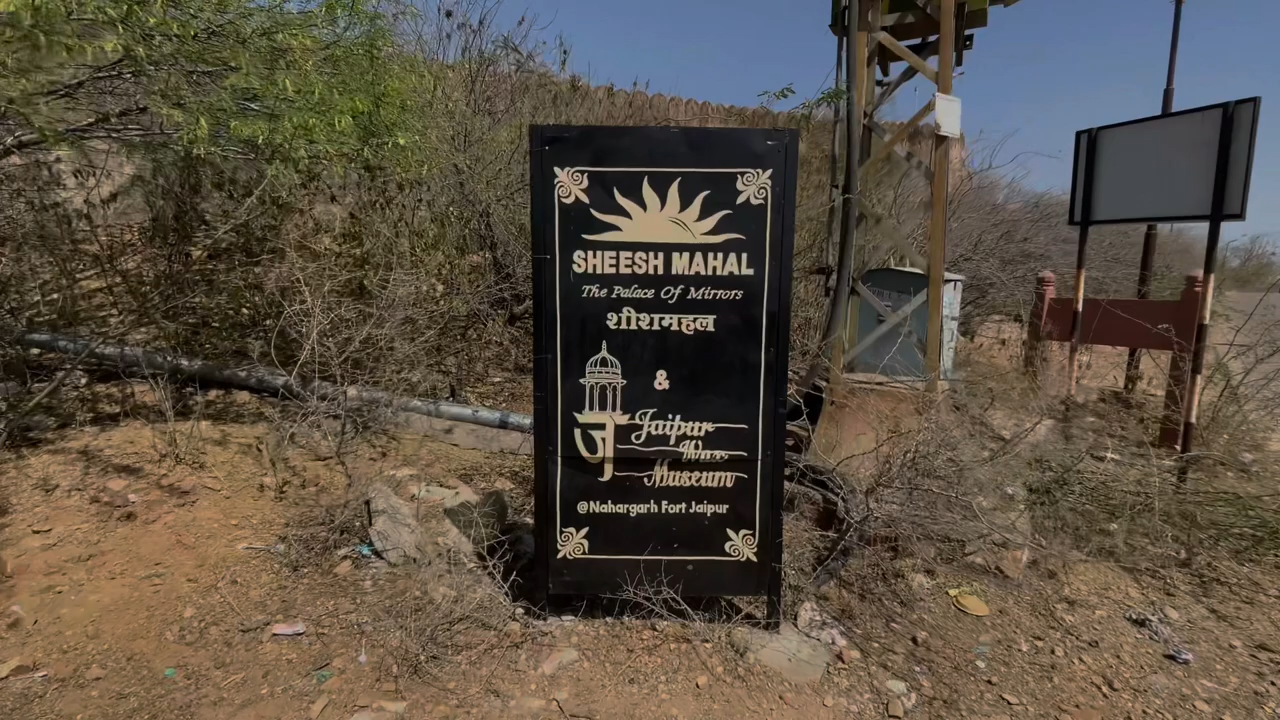 SHEESH MAHAL
The Palace Of Mirrors
शीशमहल
&
ज
Jaipur
Wax
Museum
@Nahargarh Fort Jaipur